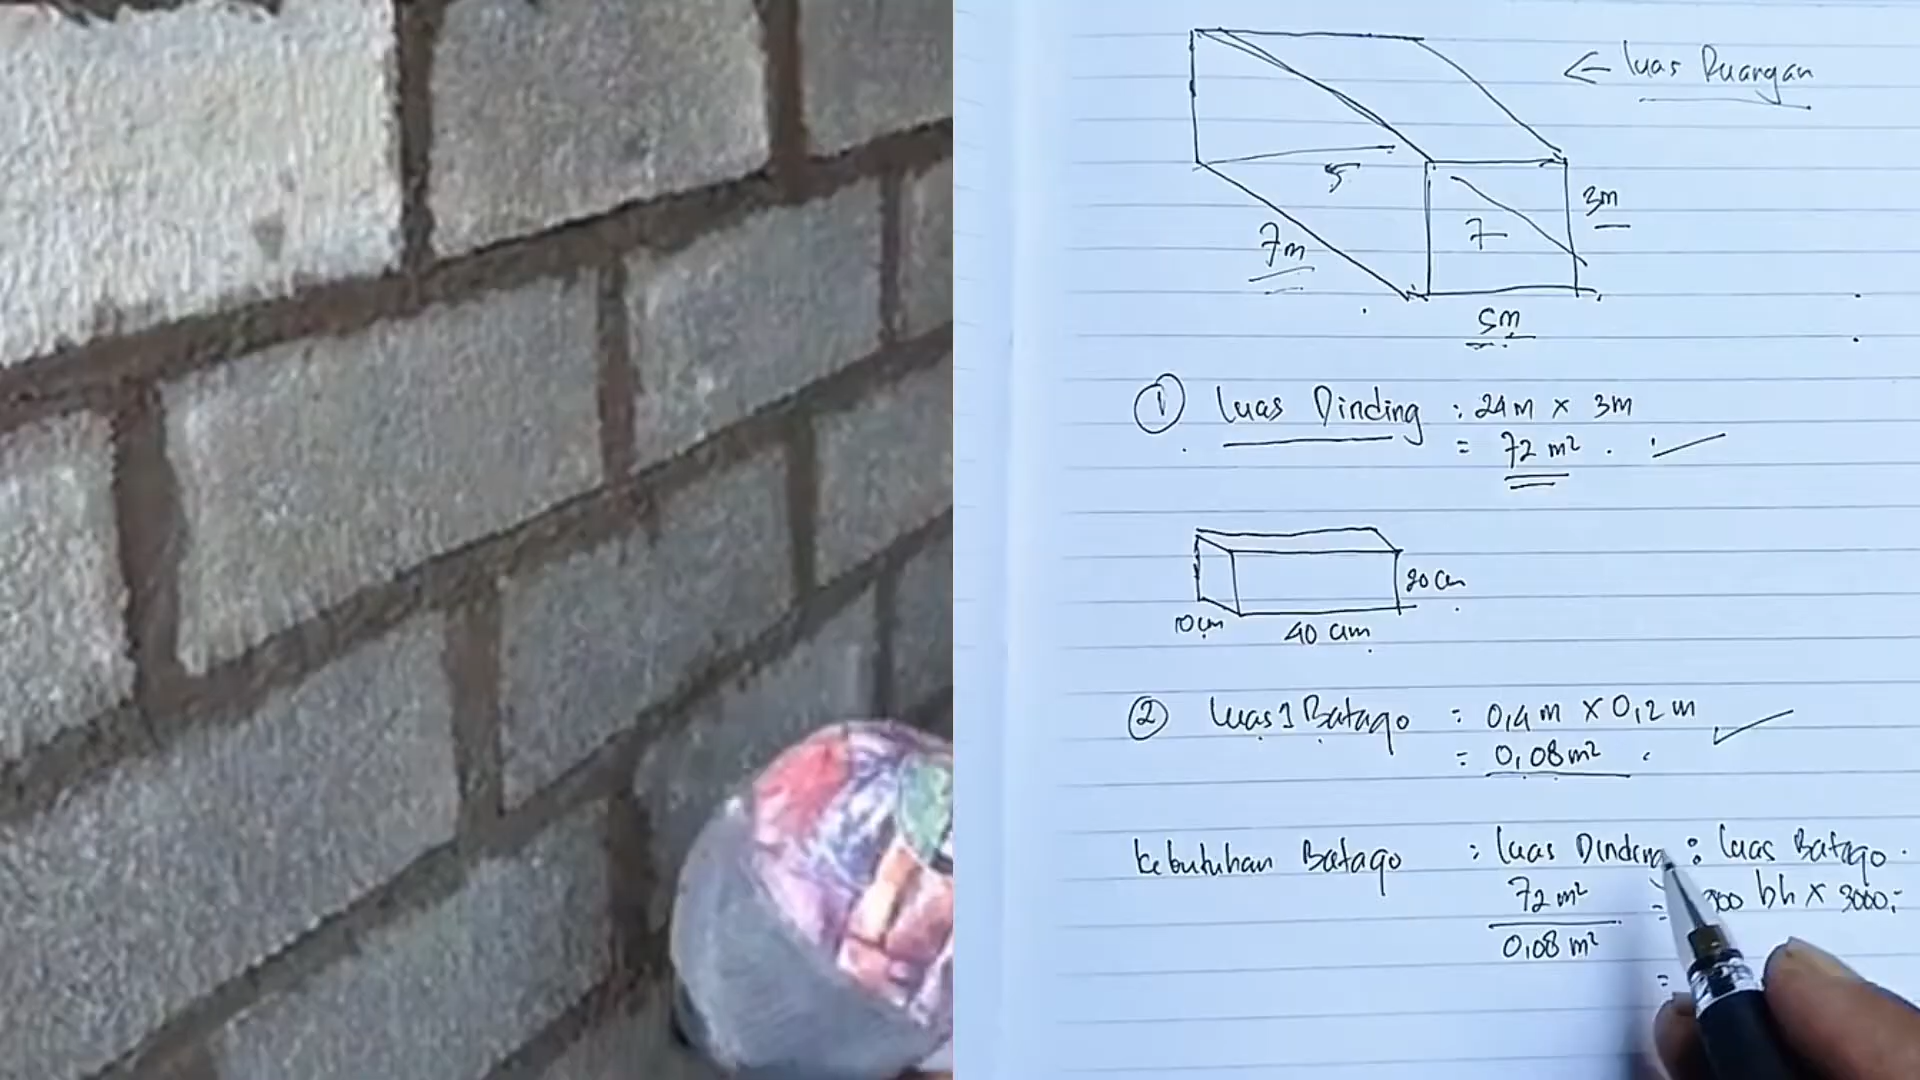 ← Luas Ruangan
5
3m
7
7m
5m
① Luas Dinding : 24m × 3m
= 72 m² .
20 cm
10 cm
40 cm
② Luas 1 Batago = 0,4 m × 0,2 m
= 0,08 m²
Kebutuhan Batago = Luas Dinding : Luas Batago
72 m² = 900 bh × 3000,-
0,08 m²
=